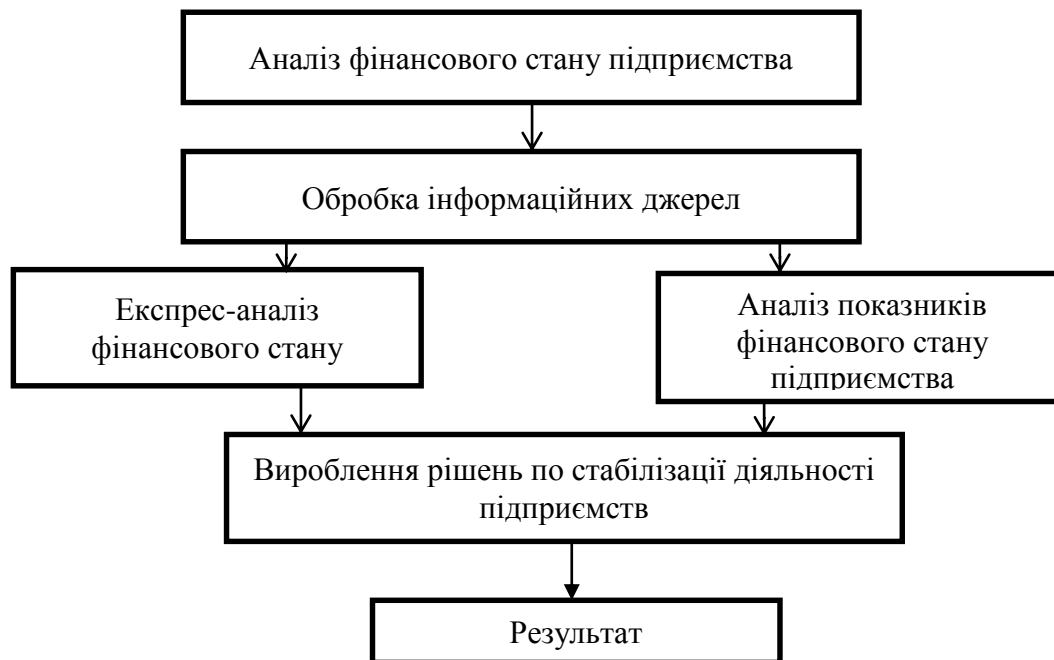 Аналіз фінансового стану підприємства
Обробка інформаційних джерел
Експрес-аналіз
фінансового стану
Аналіз показників
фінансового стану
підприємства
Вироблення рішень по стабілізації діяльності
підприємств
Результат